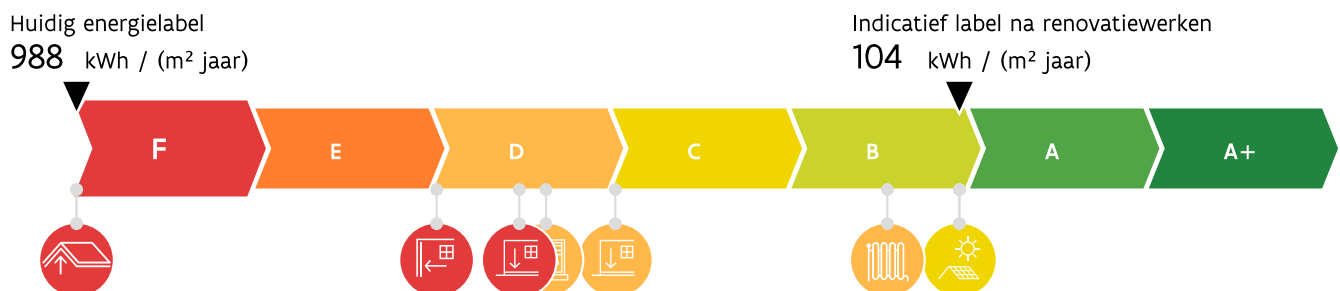 Huidig energielabel
988 kWh / (m² jaar)
Indicatief label na renovatiewerken
104 kWh / (m² jaar)
F E D C B A A+